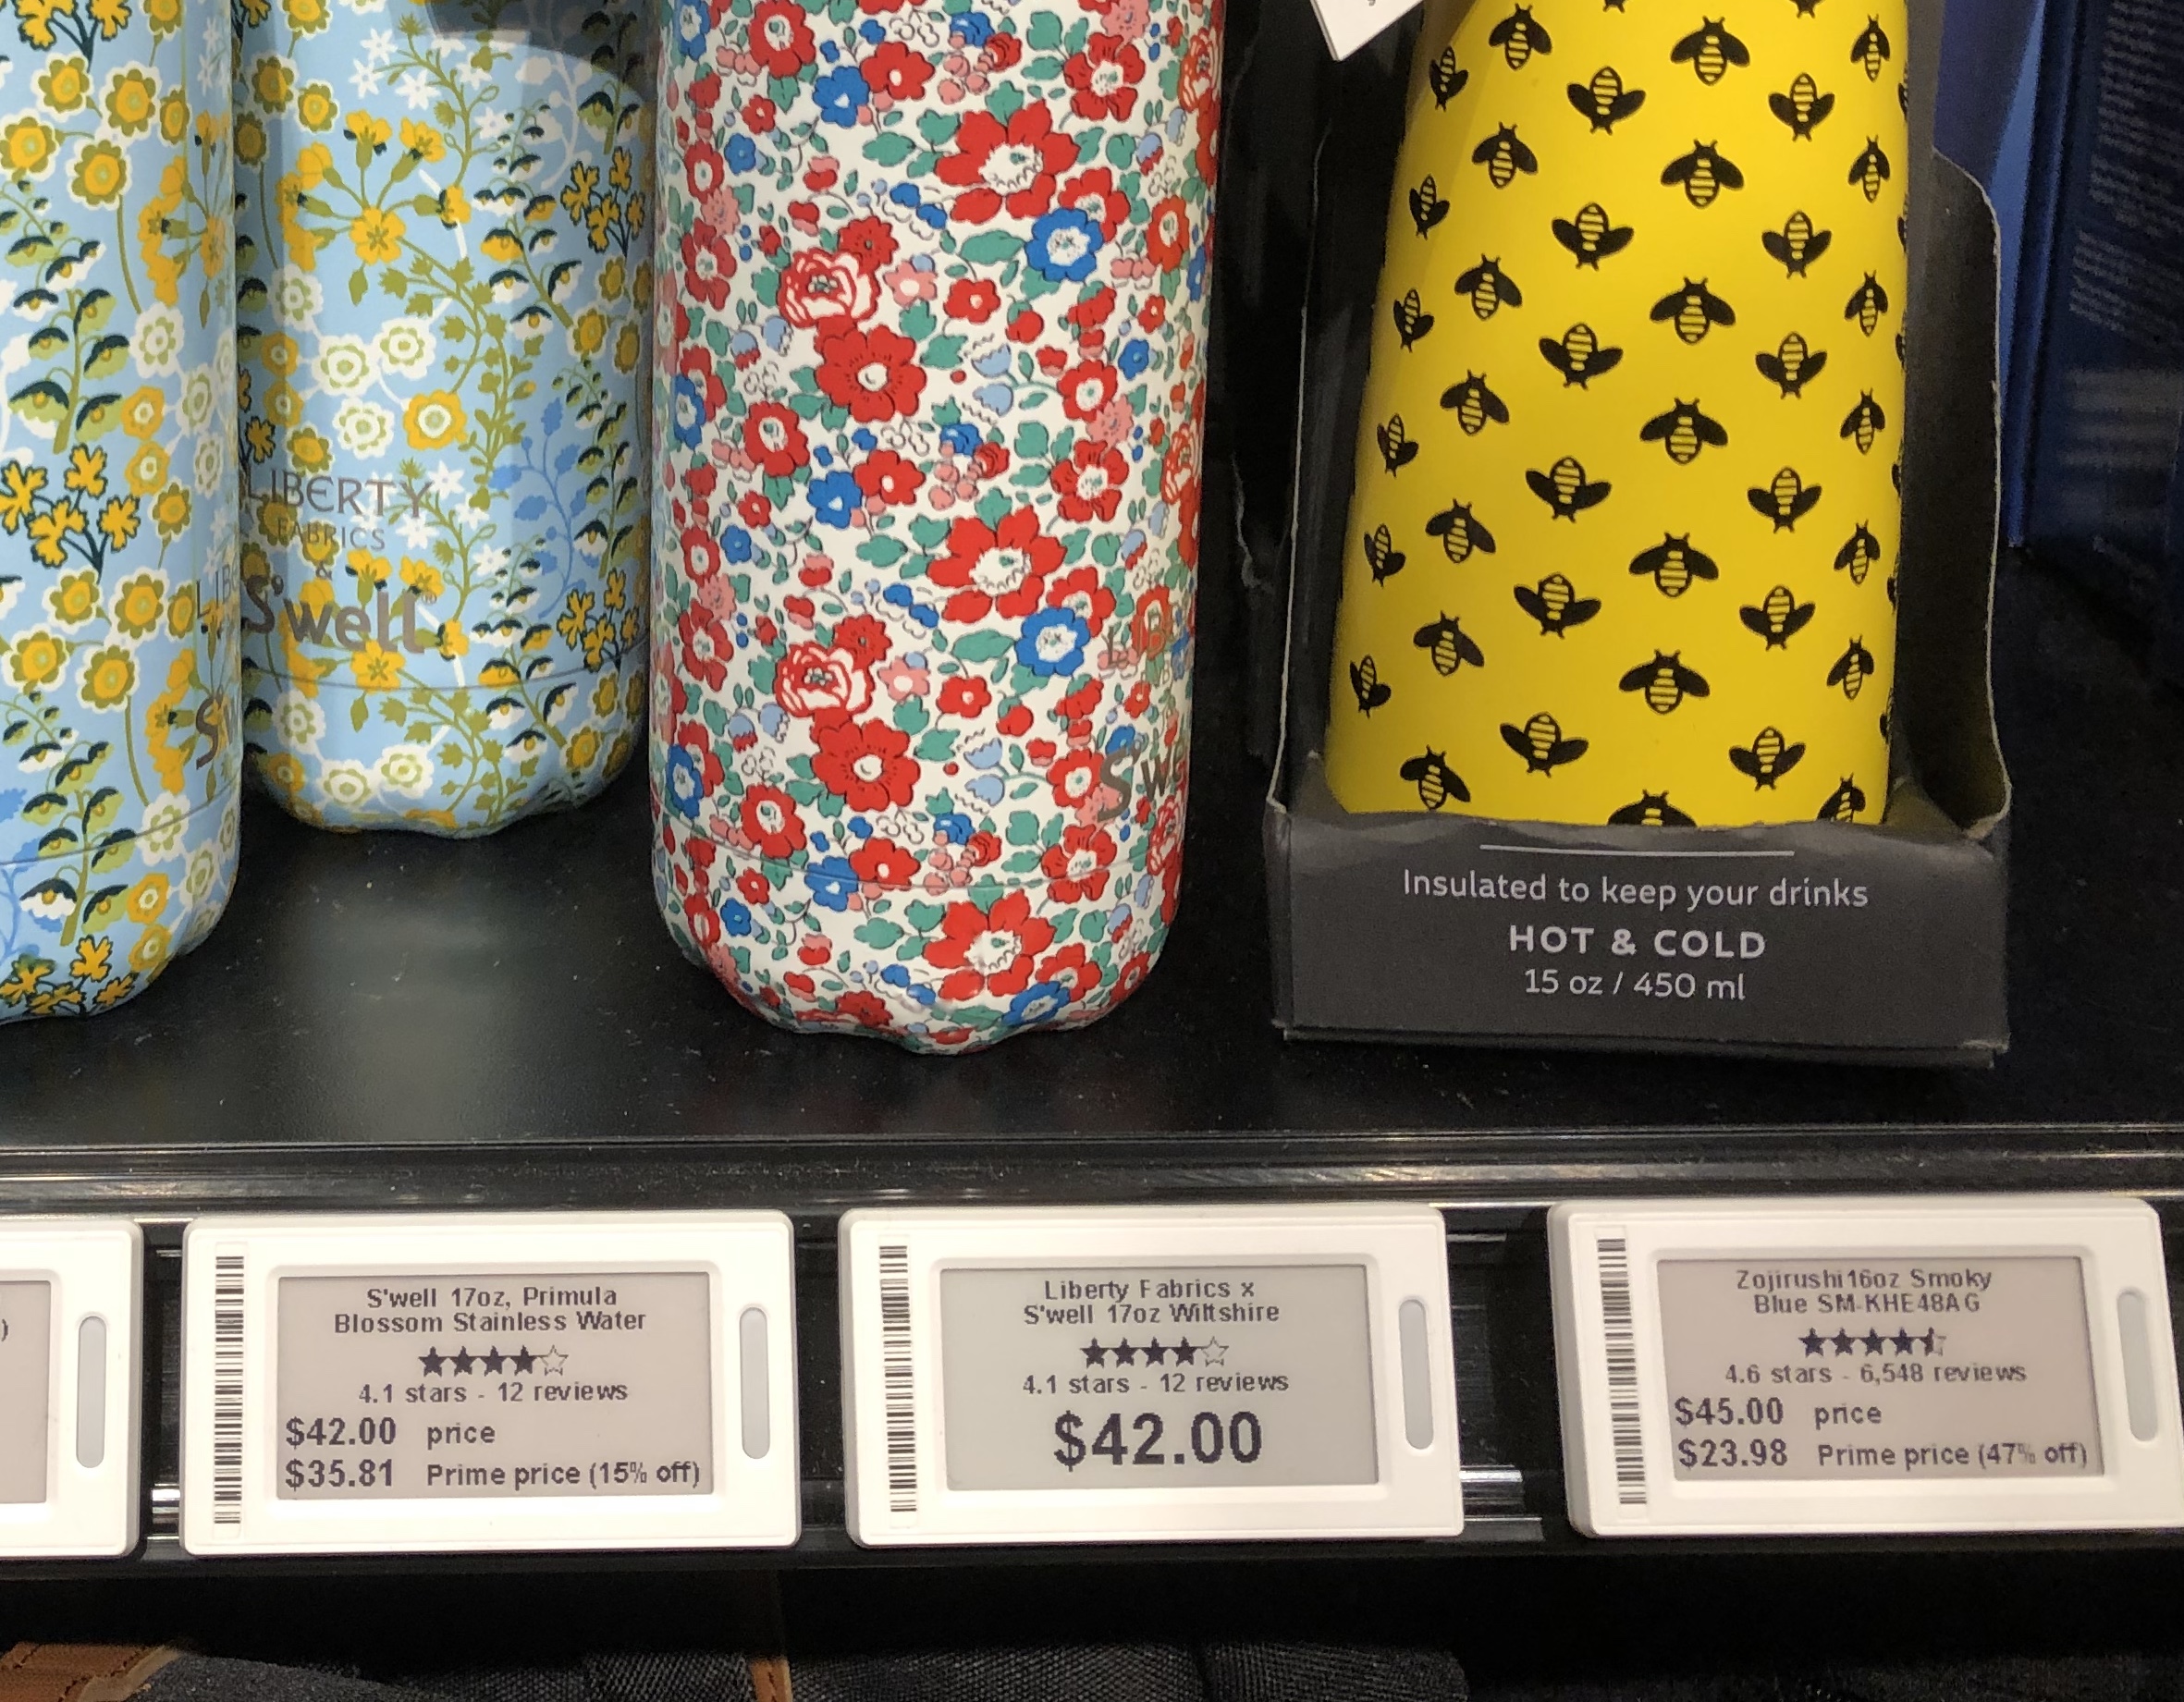 LIBERTY
FABRICS
&
S'well
Insulated to keep your drinks
HOT & COLD
15 oz / 450 ml
S'well 17oz, Primula
Blossom Stainless Water
4.1 stars - 12 reviews
$42.00 price
$35.81 Prime price (15% off)
Liberty Fabrics x
S'well 17oz Wiltshire
4.1 stars - 12 reviews
$42.00
Zojirushi 16oz Smoky
Blue SM-KHE48AG
4.6 stars - 6,548 reviews
$45.00 price
$23.98 Prime price (47% off)